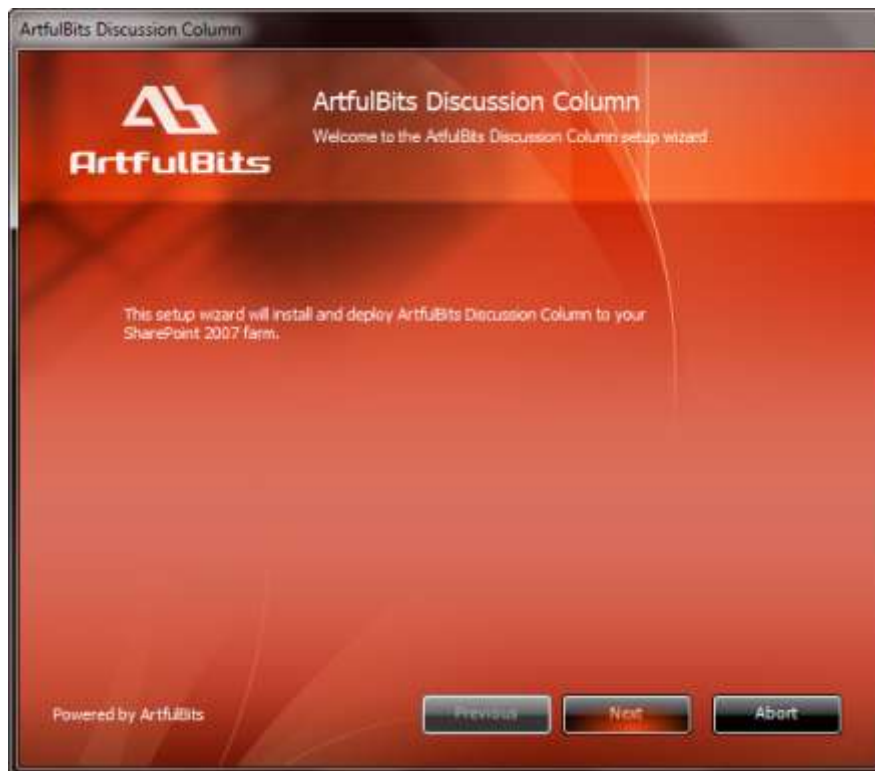 ArtfulBits Discussion Column
ArtfulBits
ArtfulBits Discussion Column
Welcome to the ArtfulBits Discussion Column setup wizard
This setup wizard will install and deploy ArtfulBits Discussion Column to your
SharePoint 2007 farm.
Powered by ArtfulBits
Previous
Next
Abort